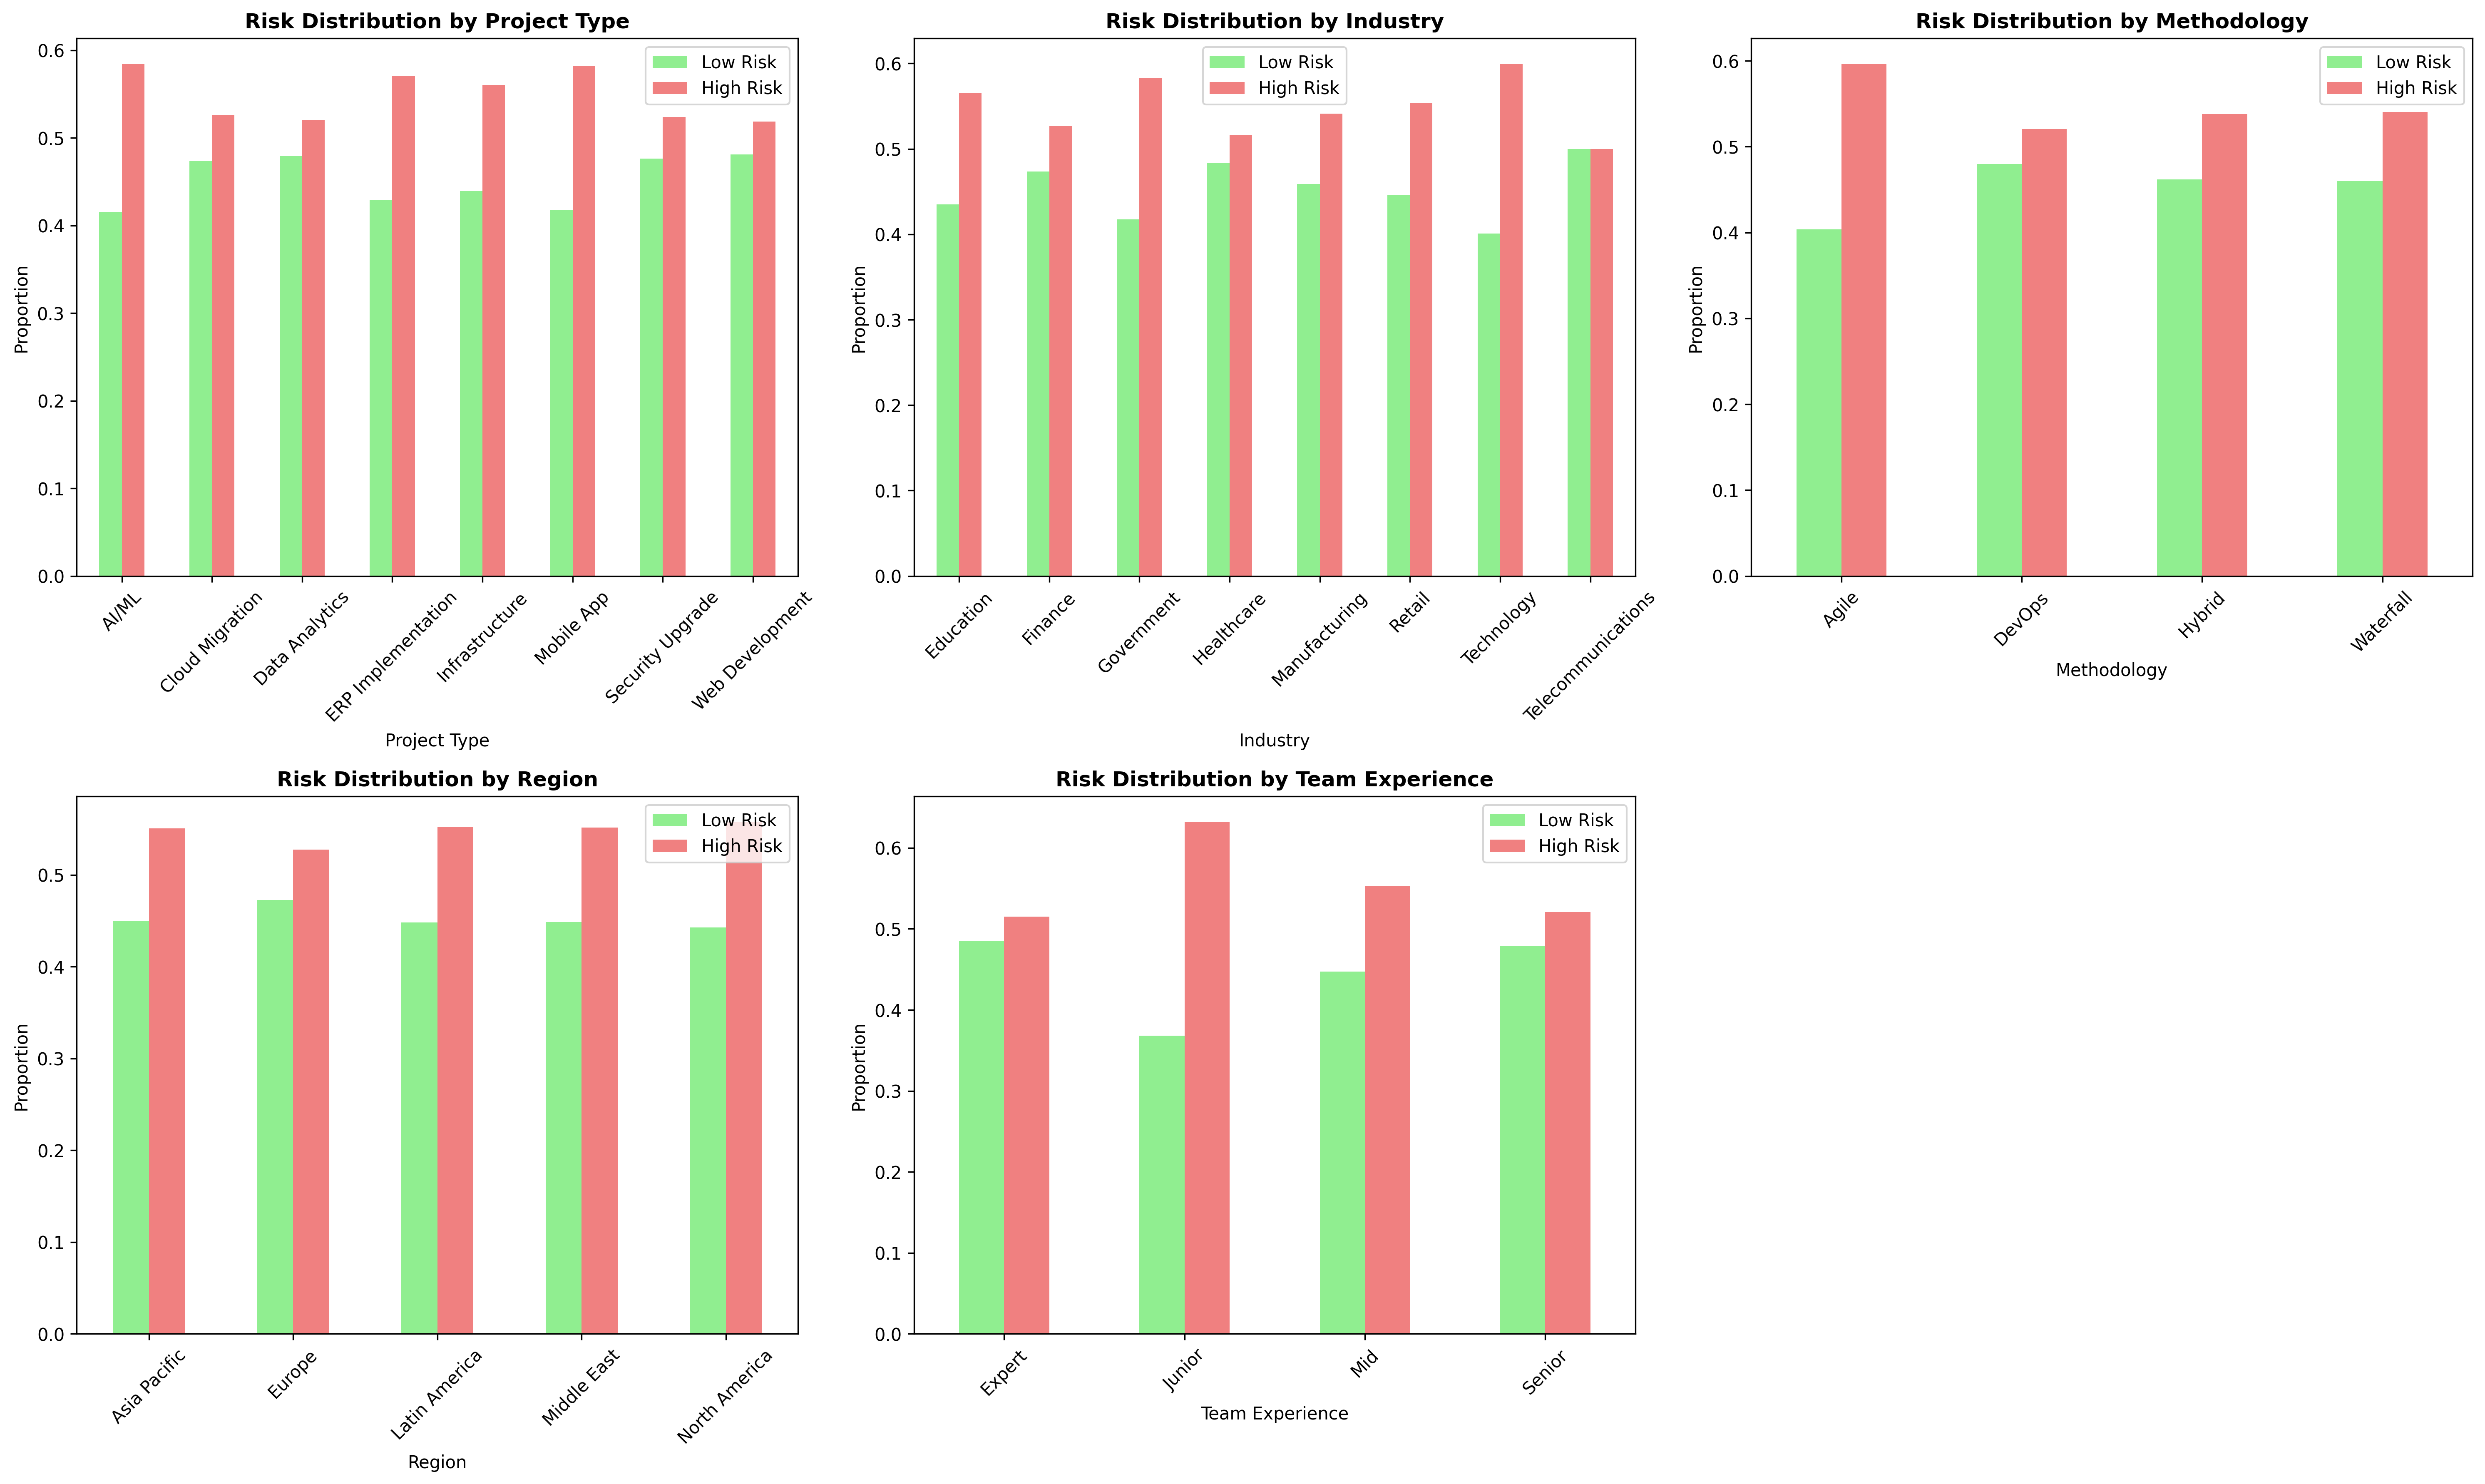 Risk Distribution by Project Type
0.6
0.5
0.4
0.3
0.2
0.1
0.0
Proportion
Low Risk
High Risk
AI/ML
Cloud Migration
Data Analytics
ERP Implementation
Infrastructure
Mobile App
Security Upgrade
Web Development
Project Type
Risk Distribution by Industry
0.6
0.5
0.4
0.3
0.2
0.1
0.0
Proportion
Low Risk
High Risk
Education
Finance
Government
Healthcare
Manufacturing
Retail
Technology
Telecommunications
Industry
Risk Distribution by Methodology
0.6
0.5
0.4
0.3
0.2
0.1
0.0
Proportion
Low Risk
High Risk
Agile
DevOps
Hybrid
Waterfall
Methodology
Risk Distribution by Region
0.5
0.4
0.3
0.2
0.1
0.0
Proportion
Low Risk
High Risk
Asia Pacific
Europe
Latin America
Middle East
North America
Region
Risk Distribution by Team Experience
0.6
0.5
0.4
0.3
0.2
0.1
0.0
Proportion
Low Risk
High Risk
Expert
Junior
Mid
Senior
Team Experience